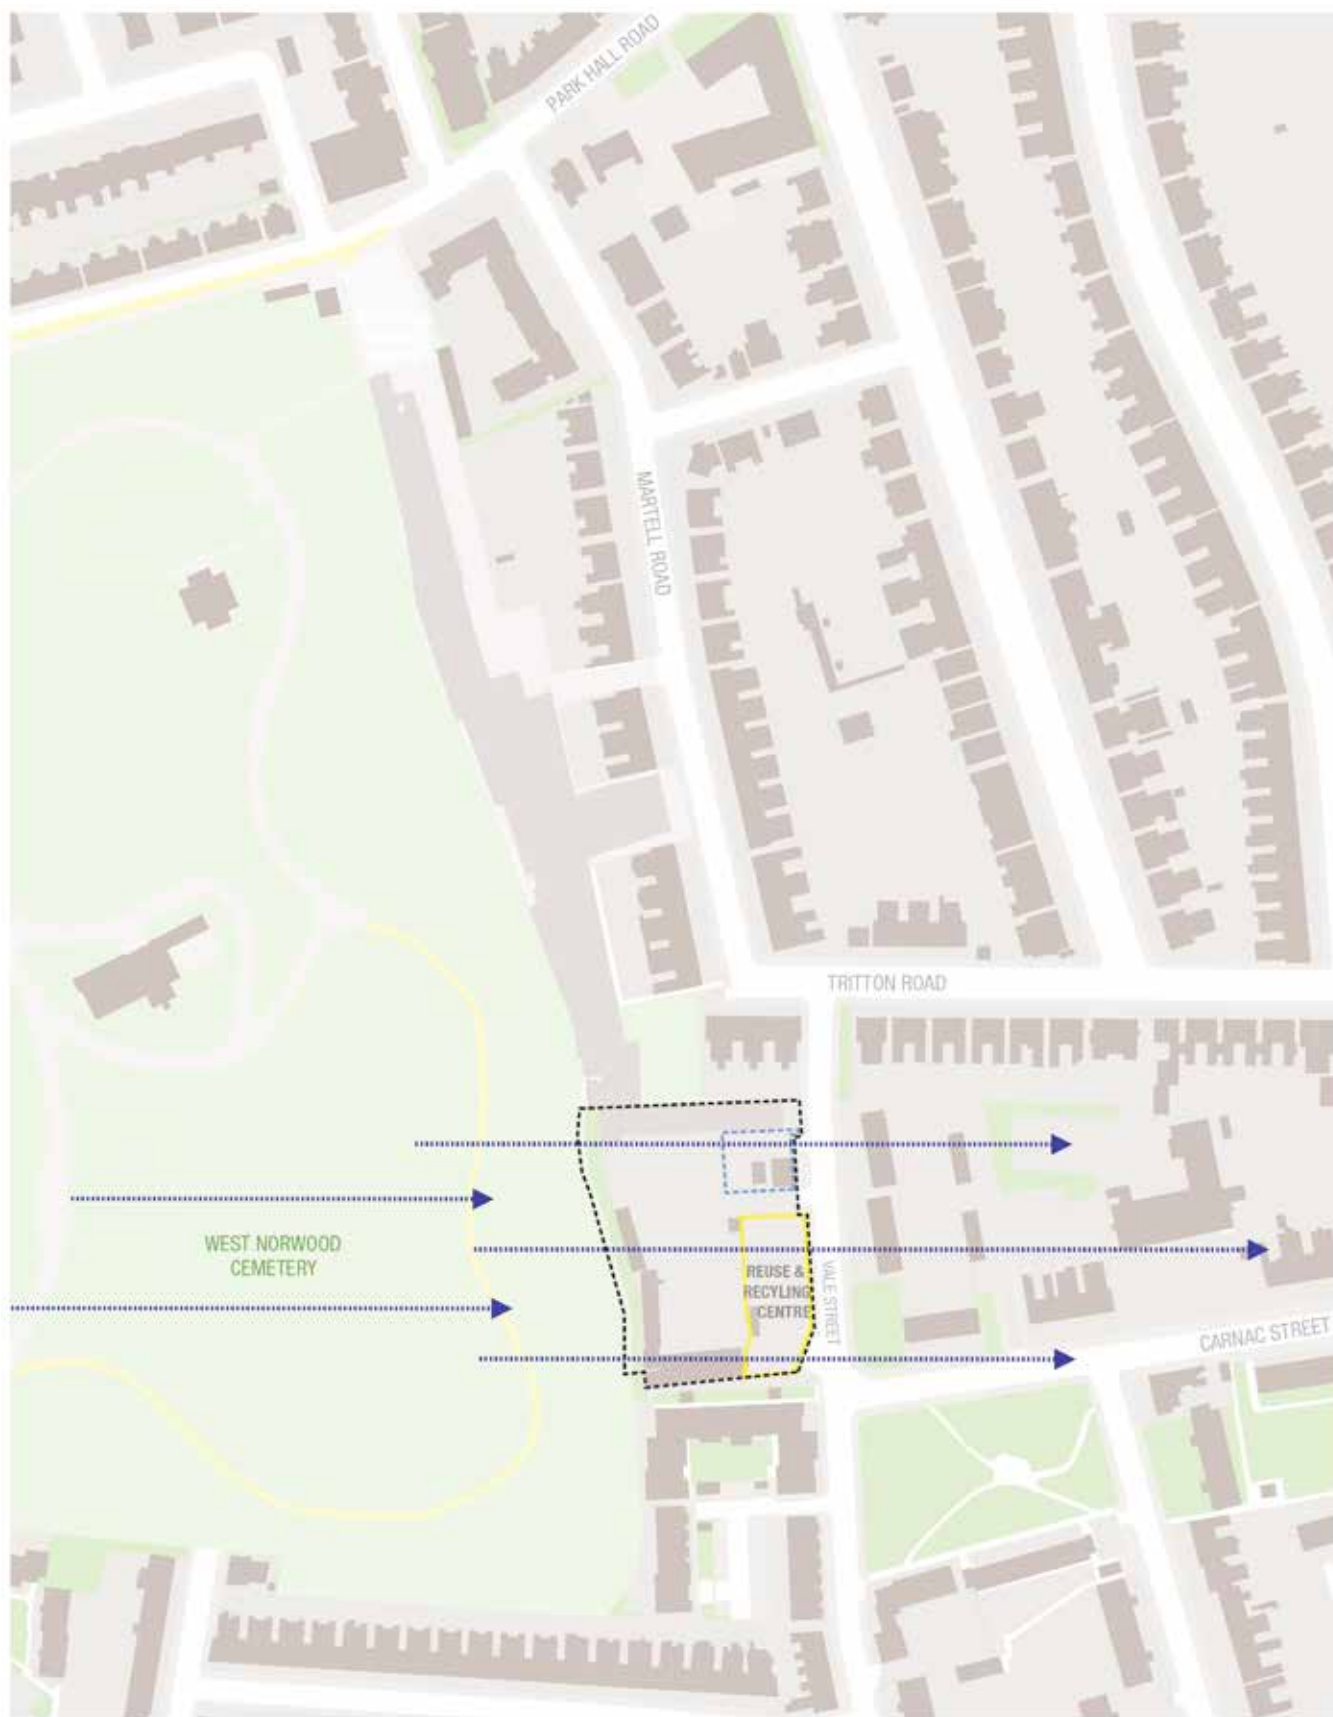 PARK HALL ROAD
MARTELL ROAD
TRITTON ROAD
WEST NORWOOD
CEMETERY
REUSE &
RECYLING
CENTRE
VALE STREET
CARNAC STREET